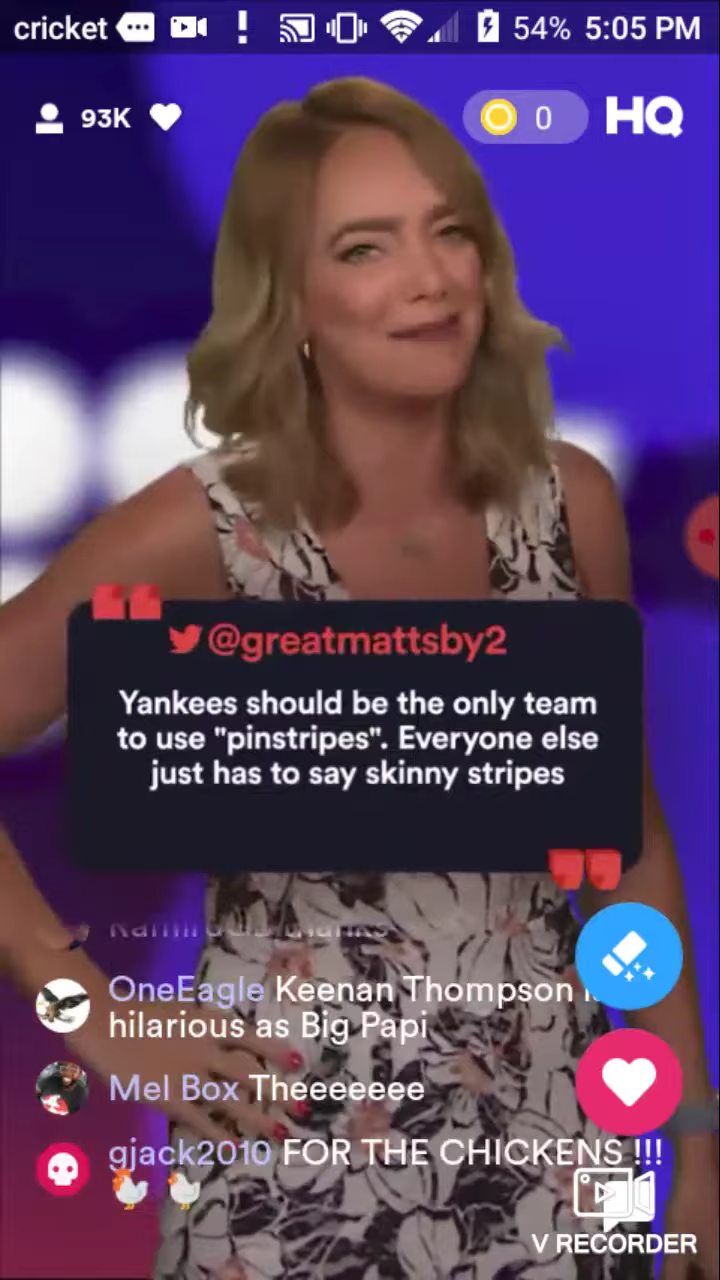 cricket 54% 5:05 PM
93K 0 HQ
@greatmattsby2
Yankees should be the only team
to use "pinstripes". Everyone else
just has to say skinny stripes
thanks
OneEagle Keenan Thompson
hilarious as Big Papi
Mel Box Theeeeeee
gjack2010 FOR THE CHICKENS !!!
🐓 🐓
V RECORDER